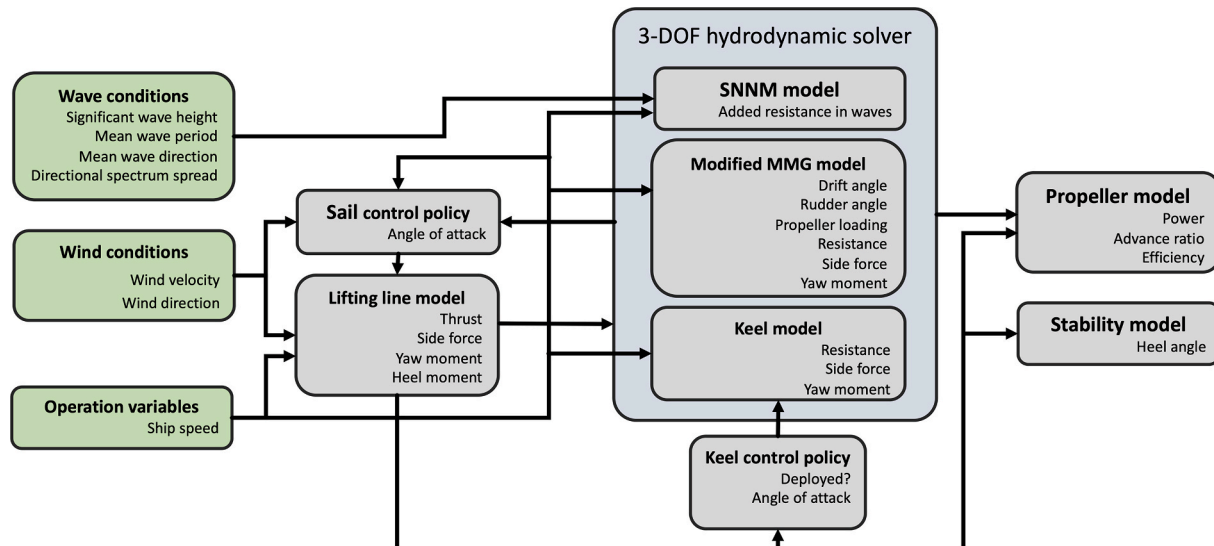 3-DOF hydrodynamic solver
Wave conditions
Significant wave height
Mean wave period
Mean wave direction
Directional spectrum spread
Wind conditions
Wind velocity
Wind direction
Operation variables
Ship speed
Sail control policy
Angle of attack
Lifting line model
Thrust
Side force
Yaw moment
Heel moment
SNNM model
Added resistance in waves
Modified MMG model
Drift angle
Rudder angle
Propeller loading
Resistance
Side force
Yaw moment
Keel model
Resistance
Side force
Yaw moment
Keel control policy
Deployed?
Angle of attack
Propeller model
Power
Advance ratio
Efficiency
Stability model
Heel angle